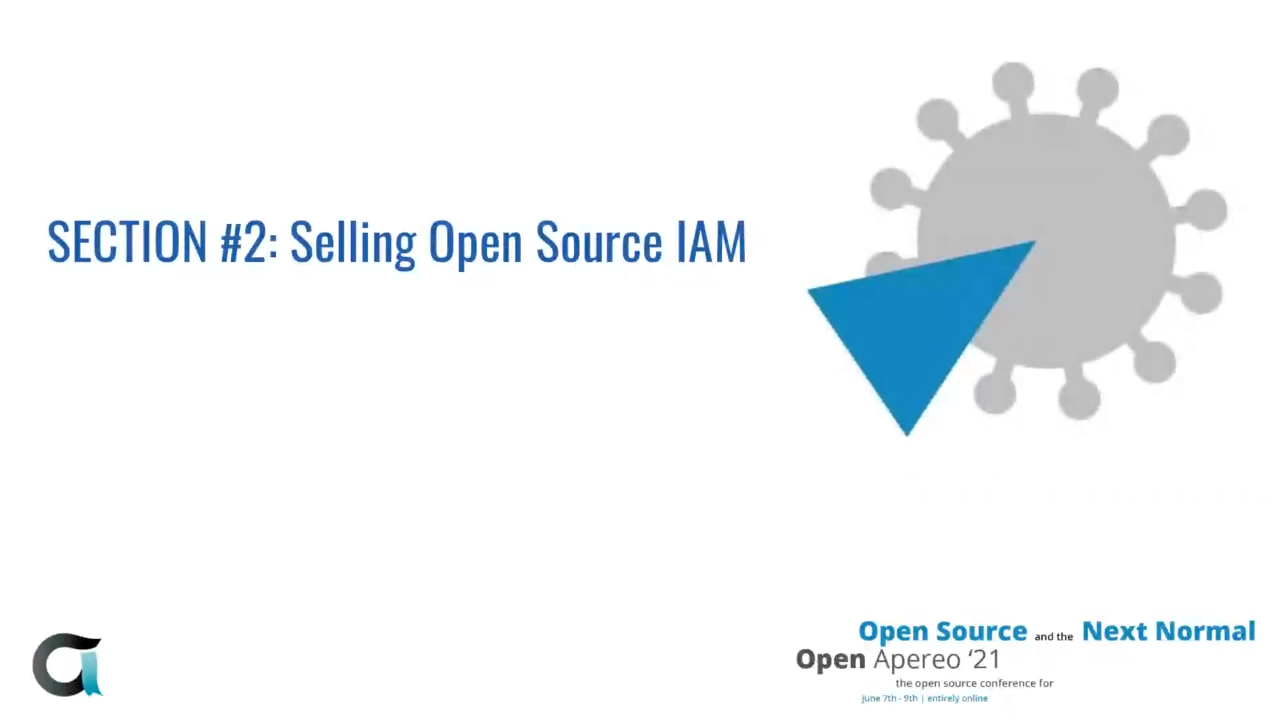 SECTION #2: Selling Open Source IAM
Open Source and the Next Normal
Open Apereo ‘21
the open source conference for
june 7th - 9th | entirely online